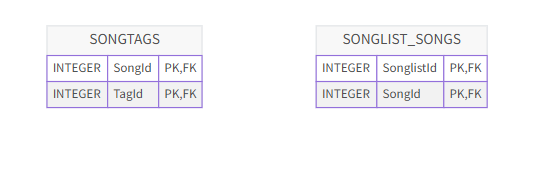 SONGTAGS
INTEGER SongId PK,FK
INTEGER TagId PK,FK
SONGLIST_SONGS
INTEGER SonglistId PK,FK
INTEGER SongId PK,FK